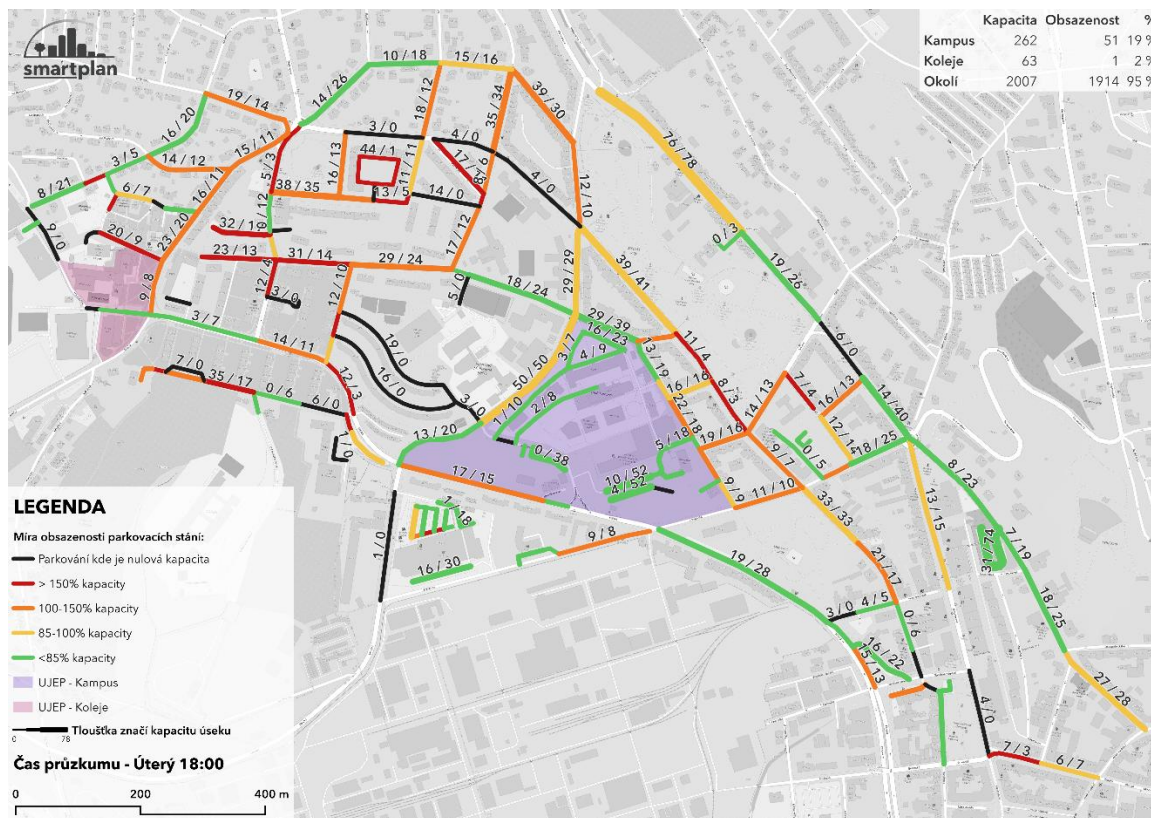 smartplan
Kapacita Obsazenost %
Kampus 262 51 19 %
Koleje 63 1 2 %
Okolí 2007 1914 95 %
10 / 18
15 / 16
14 / 26
19 / 14
16 / 20
15 / 11
3 / 5
14 / 12
16 / 11
8 / 21
6 / 7
9 / 0
20 / 9
23 / 20
9 / 8
3 / 7
5 / 3
3 / 0
44 / 1
16 / 13
38 / 35
13 / 5
11 / 11
18 / 12
4 / 0
35 / 34
39 / 30
14 / 0
4 / 0
12 / 10
17 / 12
23 / 13
31 / 14
29 / 24
12 / 4
3 / 0
12 / 10
5 / 0
18 / 24
29 / 29
39 / 41
76 / 78
0 / 3
19 / 26
6 / 0
14 / 40
14 / 11
7 / 0
35 / 17
0 / 6
6 / 0
12 / 3
1 / 0
19 / 0
16 / 0
3 / 0
50 / 50
29 / 39
16 / 23
3 / 7
4 / 9
1 / 10
2 / 8
13 / 20
0 / 38
10 / 52
4 / 52
5 / 18
13 / 19
11 / 4
8 / 3
22 / 18
19 / 16
14 / 13
7 / 4
16 / 13
12 / 14
18 / 25
0 / 5
9 / 7
9 / 9
11 / 10
33 / 33
8 / 23
13 / 15
31 / 74
7 / 19
18 / 25
27 / 28
17 / 15
1 / 18
16 / 30
1 / 0
9 / 8
19 / 28
21 / 17
3 / 0
4 / 5
0 / 6
16 / 22
15 / 13
4 / 0
7 / 3
6 / 7
LEGENDA
Míra obsazenosti parkovacích stání:
Parkování kde je nulová kapacita
> 150% kapacity
100-150% kapacity
85-100% kapacity
<85% kapacity
UJEP - Kampus
UJEP - Koleje
Tloušťka značí kapacitu úseku
0 78
Čas průzkumu - Úterý 18:00
0 200 400 m